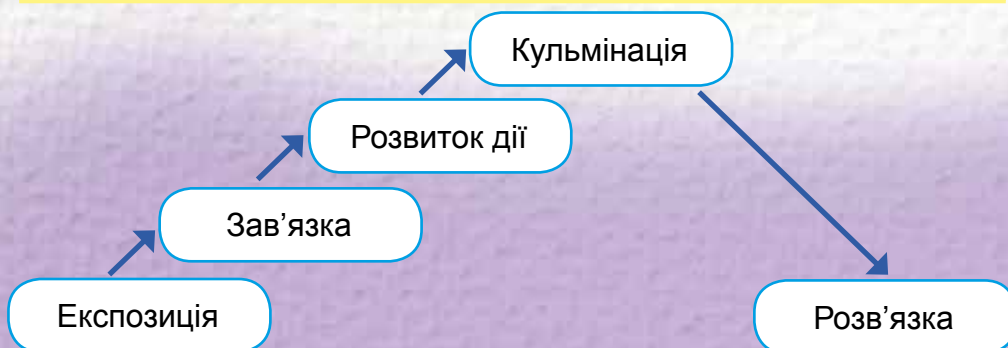 Кульмінація
Розвиток дії
Зав’язка
Експозиція
Розв’язка